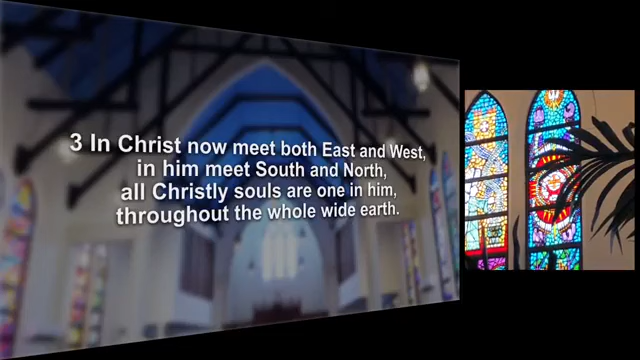 3 In Christ now meet both East and West,
in him meet South and North,
all Christly souls are one in him,
throughout the whole wide earth.